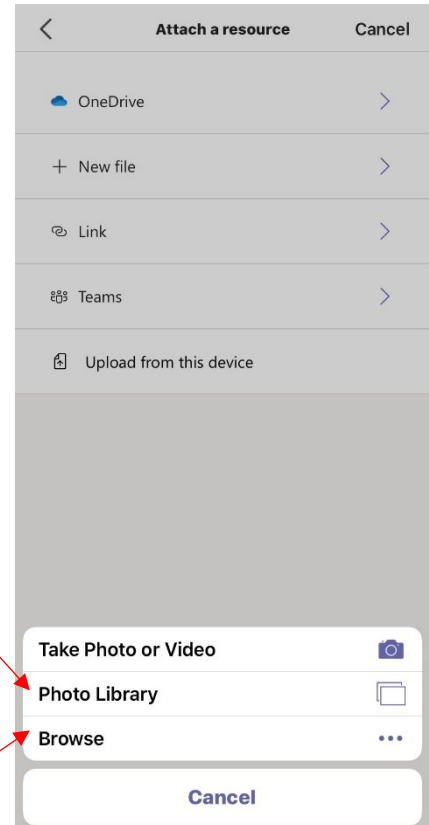 Attach a resource Cancel
OneDrive
New file
Link
Teams
Upload from this device
Take Photo or Video
Photo Library
Browse
Cancel